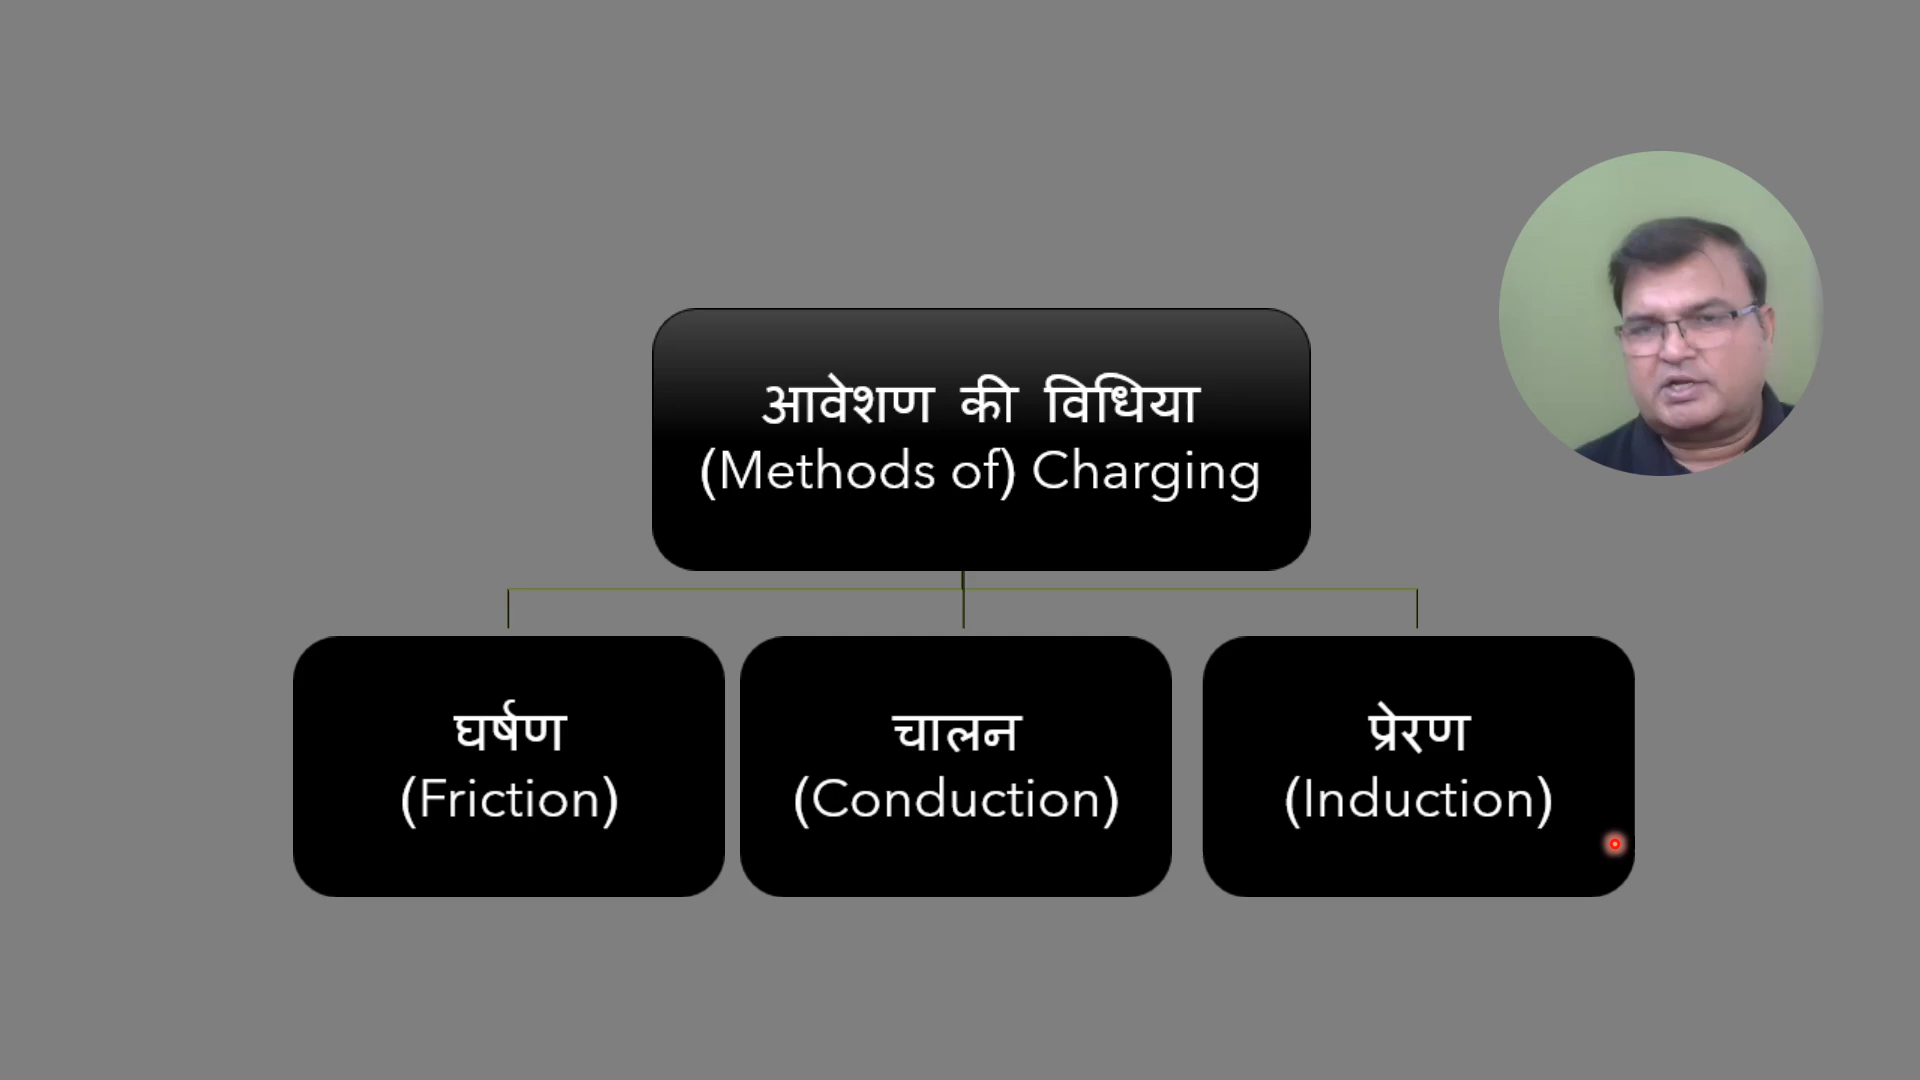 आवेशण की विधिया
(Methods of) Charging
घर्षण
(Friction)
चालन
(Conduction)
प्रेरण
(Induction)